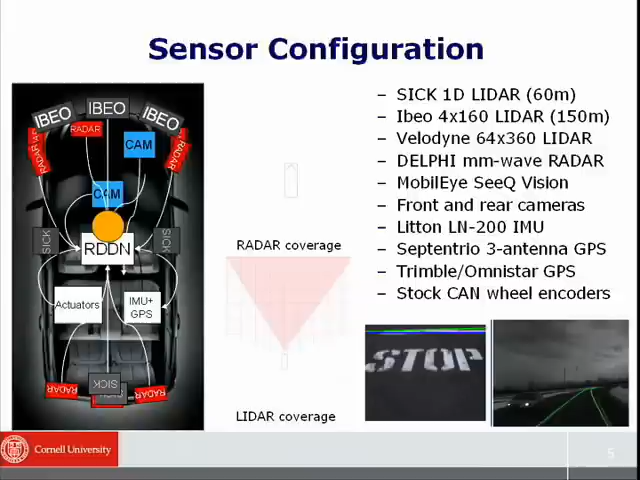 Sensor Configuration
IBEO
IBEO
IBEO
RADAR
RADAR
RADAR
CAM
CAM
SICK
RDDN
SICK
Actuators
IMU+
GPS
RADAR
SICK
RADAR
RADAR coverage
LIDAR coverage
– SICK 1D LIDAR (60m)
– Ibeo 4x160 LIDAR (150m)
– Velodyne 64x360 LIDAR
– DELPHI mm-wave RADAR
– MobilEye SeeQ Vision
– Front and rear cameras
– Litton LN-200 IMU
– Septentrio 3-antenna GPS
– Trimble/Omnistar GPS
– Stock CAN wheel encoders
STOP
Cornell University
5